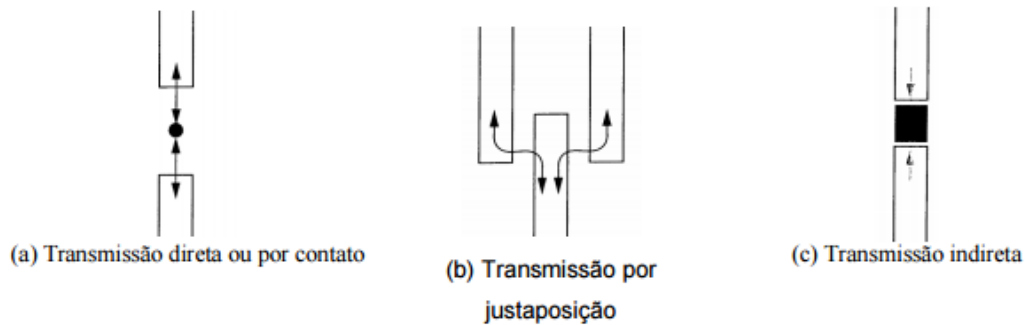 (a) Transmissão direta ou por contato
(b) Transmissão por
justaposição
(c) Transmissão indireta